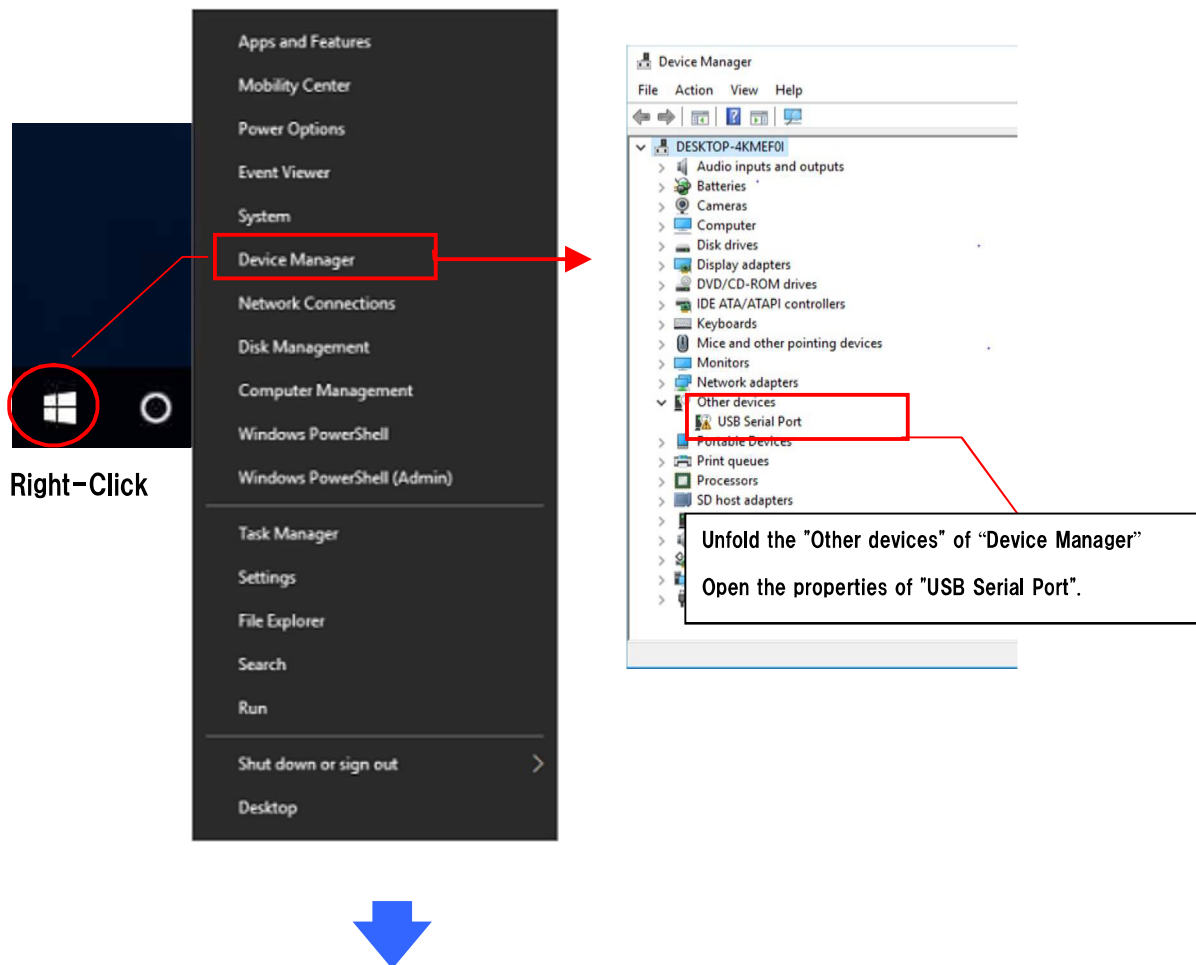 Apps and Features
Mobility Center
Power Options
Event Viewer
System
Device Manager
Network Connections
Disk Management
Computer Management
Windows PowerShell
Windows PowerShell (Admin)
Task Manager
Settings
File Explorer
Search
Run
Shut down or sign out
Desktop
Right-Click
Device Manager
File Action View Help
DESKTOP-4KMEF0I
Audio inputs and outputs
Batteries
Cameras
Computer
Disk drives
Display adapters
DVD/CD-ROM drives
IDE ATA/ATAPI controllers
Keyboards
Mice and other pointing devices
Monitors
Network adapters
Other devices
USB Serial Port
Portable Devices
Print queues
Processors
SD host adapters
Unfold the "Other devices" of “Device Manager”
Open the properties of "USB Serial Port".